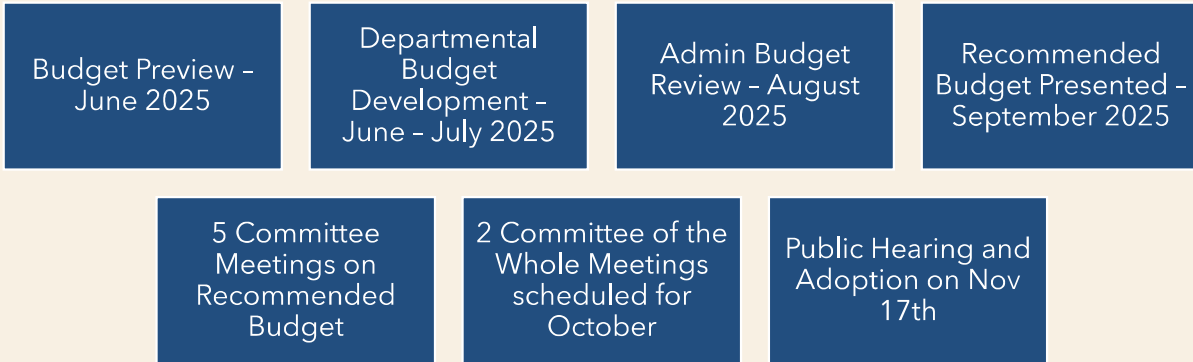 Budget Preview –
June 2025
Departmental
Budget
Development –
June – July 2025
Admin Budget
Review – August
2025
Recommended
Budget Presented –
September 2025
5 Committee
Meetings on
Recommended
Budget
2 Committee of the
Whole Meetings
scheduled for
October
Public Hearing and
Adoption on Nov
17th